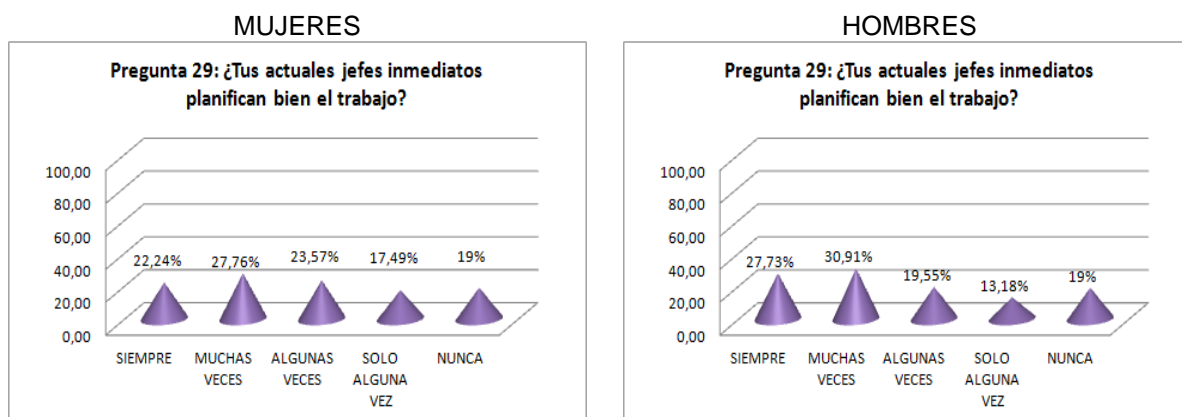 MUJERES
Pregunta 29: ¿Tus actuales jefes inmediatos
planifican bien el trabajo?
100,00
80,00
60,00
40,00
20,00
0,00
22,24%
27,76%
23,57%
17,49%
19%
SIEMPRE
MUCHAS
VECES
ALGUNAS
VECES
SOLO
ALGUNA
VEZ
NUNCA
HOMBRES
Pregunta 29: ¿Tus actuales jefes inmediatos
planifican bien el trabajo?
100,00
80,00
60,00
40,00
20,00
0,00
27,73%
30,91%
19,55%
13,18%
19%
SIEMPRE
MUCHAS
VECES
ALGUNAS
VECES
SOLO
ALGUNA
VEZ
NUNCA